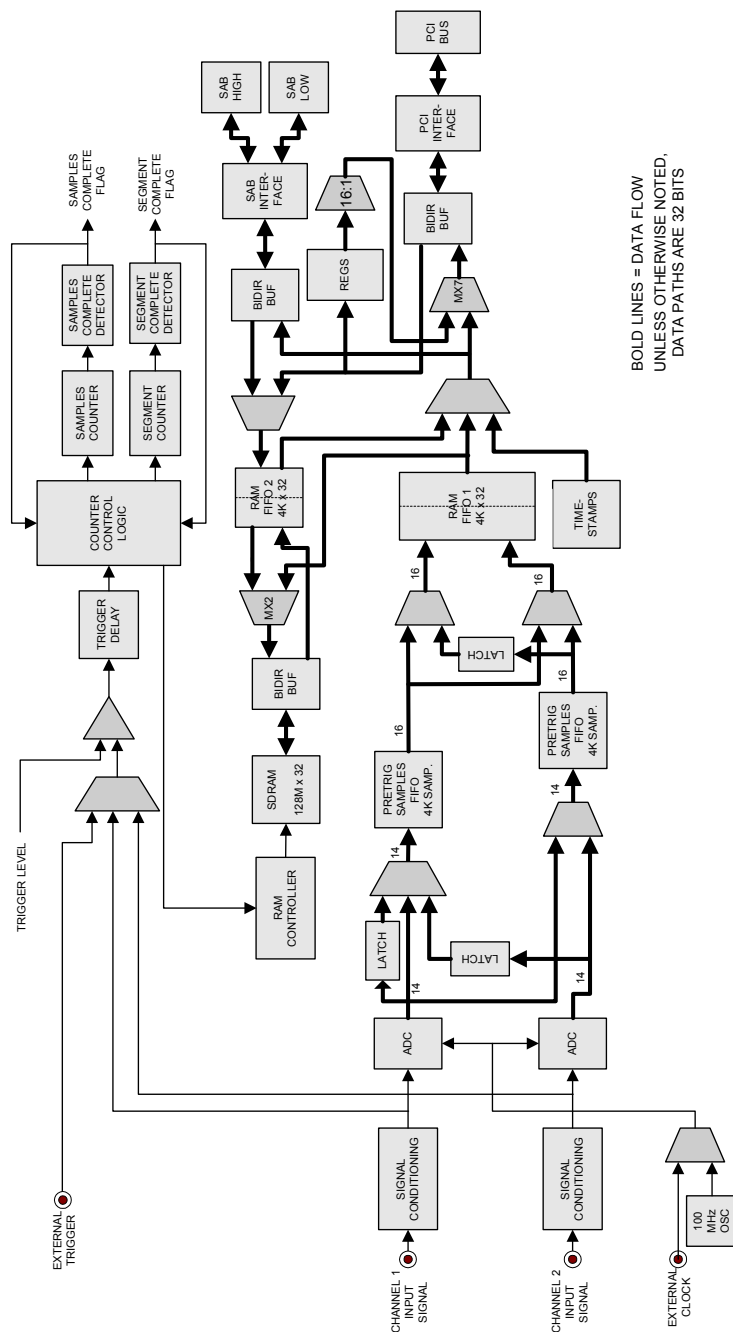 EXTERNAL
TRIGGER
TRIGGER LEVEL
TRIGGER
DELAY
COUNTER
CONTROL
LOGIC
SAMPLES
COUNTER
SAMPLES
COMPLETE
DETECTOR
SAMPLES
COMPLETE
FLAG
SEGMENT
COUNTER
SEGMENT
COMPLETE
DETECTOR
SEGMENT
COMPLETE
FLAG
RAM
CONTROLLER
SDRAM
128M x 32
BIDIR
BUF
MX2
RAM
FIFO 2
4K x 32
BIDIR
BUF
SAB
INTER-
FACE
SAB
HIGH
SAB
LOW
REGS
16:1
CHANNEL 1
INPUT
SIGNAL
SIGNAL
CONDITIONING
ADC
14
LATCH
14
PRETRIG
SAMPLES
FIFO
4K SAMP.
16
16
RAM
FIFO 1
4K x 32
MX7
BIDIR
BUF
PCI
INTER-
FACE
PCI
BUS
LATCH
LATCH
CHANNEL 2
INPUT
SIGNAL
SIGNAL
CONDITIONING
ADC
14
14
PRETRIG
SAMPLES
FIFO
4K SAMP.
16
16
TIME-
STAMPS
EXTERNAL
CLOCK
100
MHz
OSC
BOLD LINES = DATA FLOW
UNLESS OTHERWISE NOTED,
DATA PATHS ARE 32 BITS